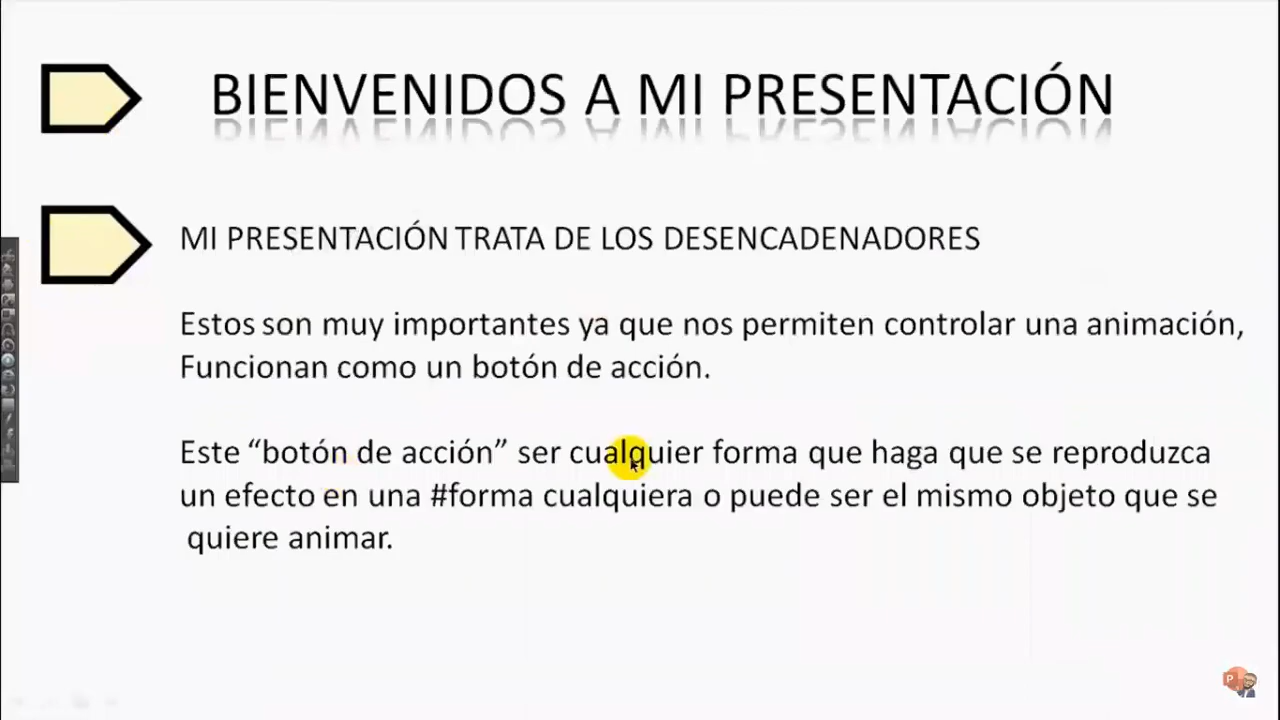 BIENVENIDOS A MI PRESENTACIÓN
MI PRESENTACIÓN TRATA DE LOS DESENCADENADORES
Estos son muy importantes ya que nos permiten controlar una animación,
Funcionan como un botón de acción.
Este “botón de acción” ser cualquier forma que haga que se reproduzca
un efecto en una #forma cualquiera o puede ser el mismo objeto que se
quiere animar.
P